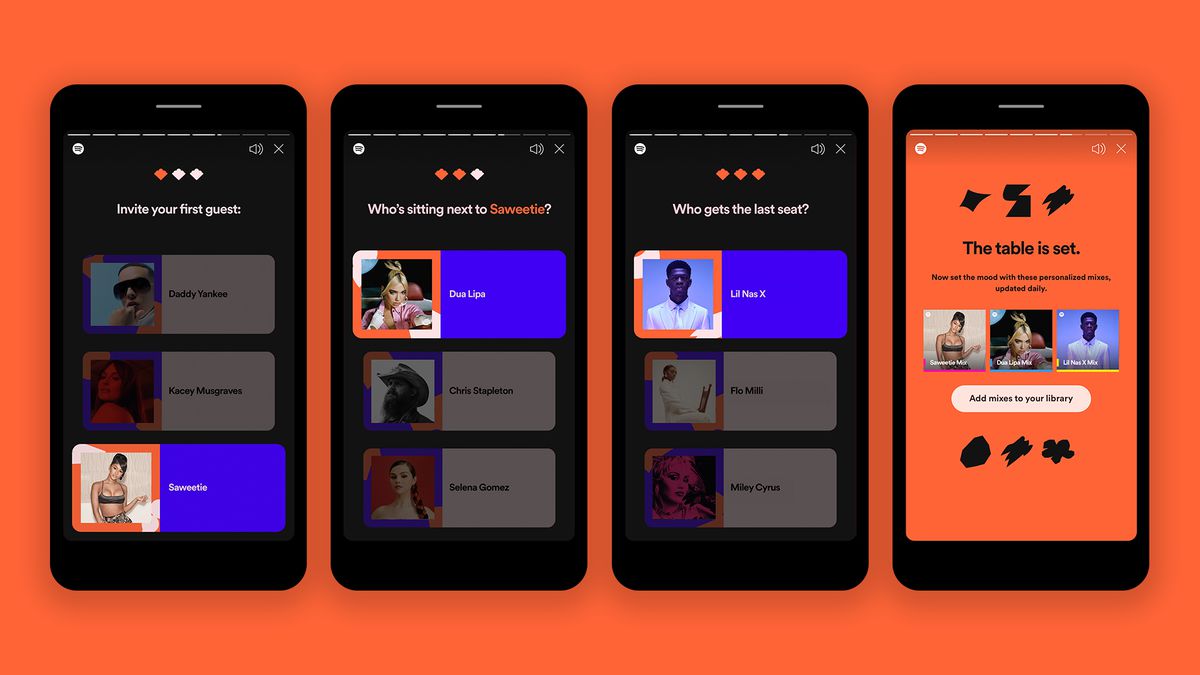 Invite your first guest:
Daddy Yankee
Kacey Musgraves
Saweetie
Who's sitting next to Saweetie?
Dua Lipa
Chris Stapleton
Selena Gomez
Who gets the last seat?
Lil Nas X
Flo Milli
Miley Cyrus
The table is set.
Now set the mood with these personalized mixes,
updated daily.
Saweetie Mix
Dua Lipa Mix
Lil Nas X Mix
Add mixes to your library